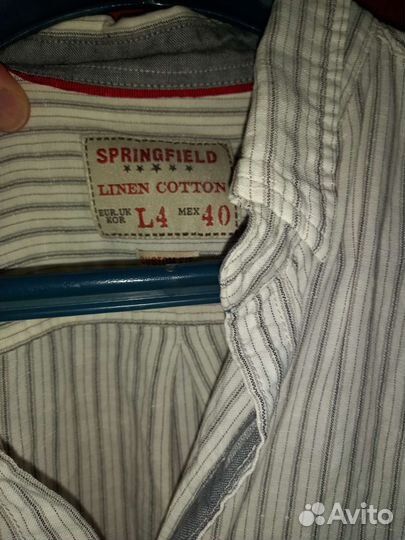 SPRINGFIELD
LINEN COTTON
EUR.UK KOR L4 MEX 40
Avito